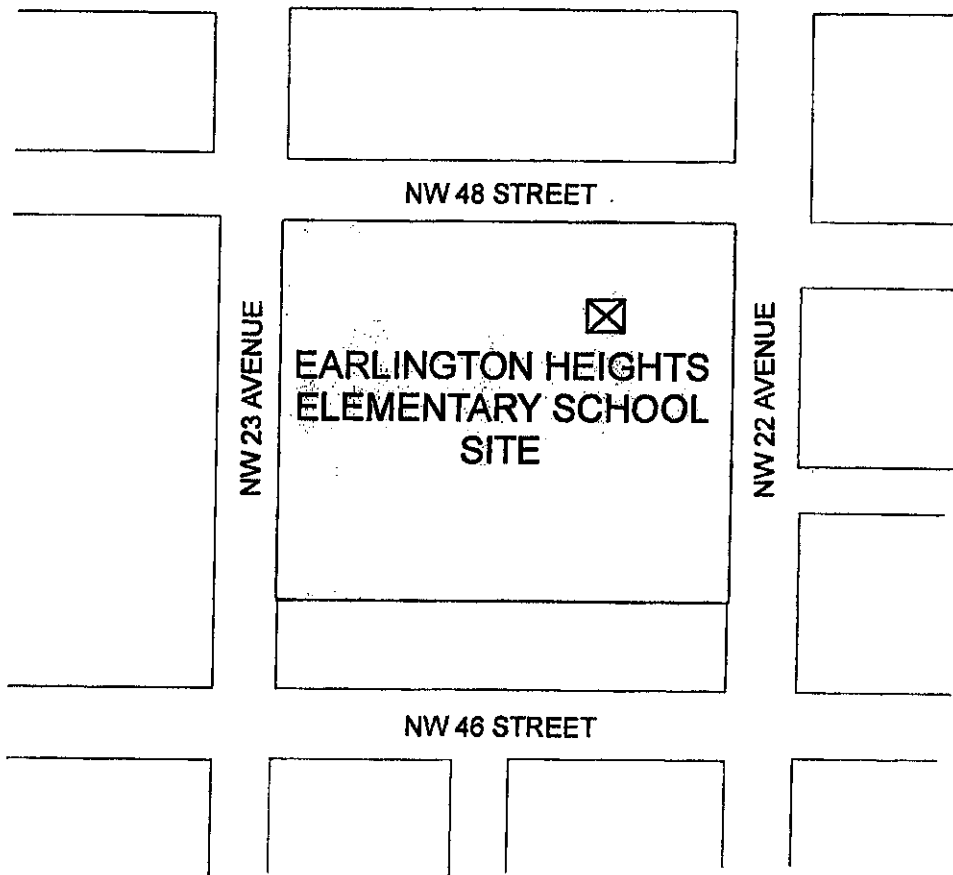 NW 48 STREET
NW 23 AVENUE
EARLINGTON HEIGHTS
ELEMENTARY SCHOOL
SITE
NW 22 AVENUE
NW 46 STREET